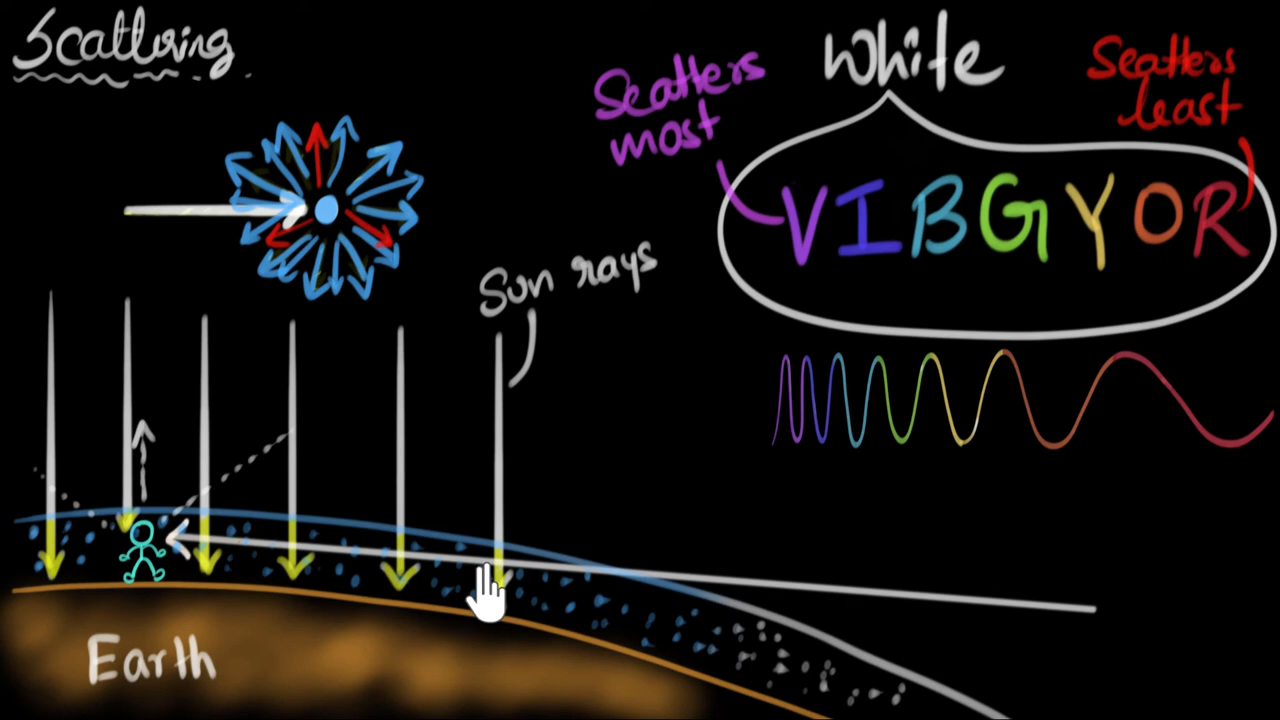 Scattering
White
Scatters
most
Scatters
least
VIBGYOR
Sun rays
Earth